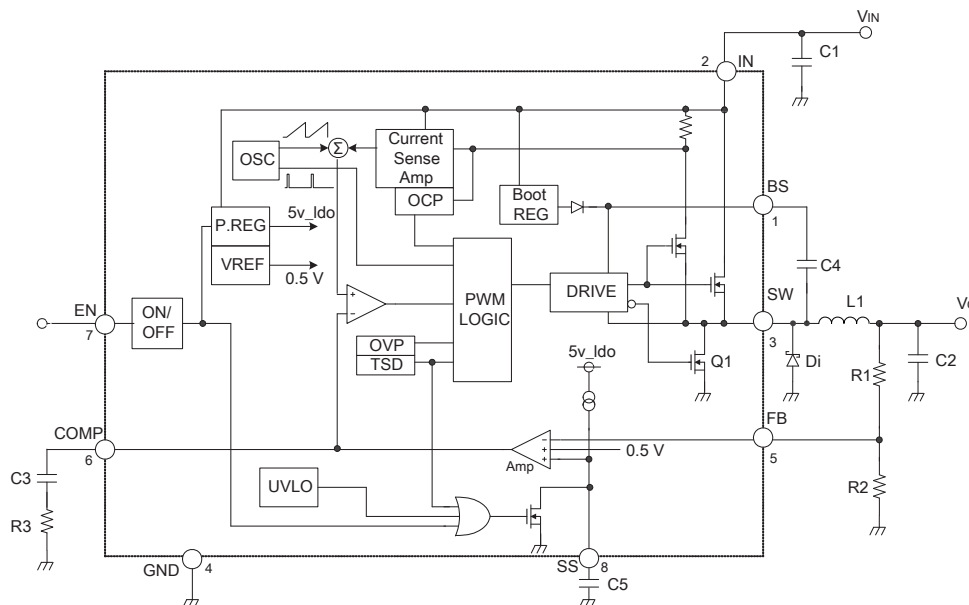 VIN
C1
2
IN
Current
Sense
Amp
OCP
OSC
Σ
Boot
REG
BS
1
P.REG
5v_ldo
VREF
0.5 V
C4
PWM
LOGIC
DRIVE
SW
3
L1
EN
7
ON/
OFF
+
−
OVP
TSD
5v_ldo
Q1
Di
R1
C2
COMP
6
Amp
−
+
+
0.5 V
FB
5
C3
R3
UVLO
R2
GND
4
SS
8
C5